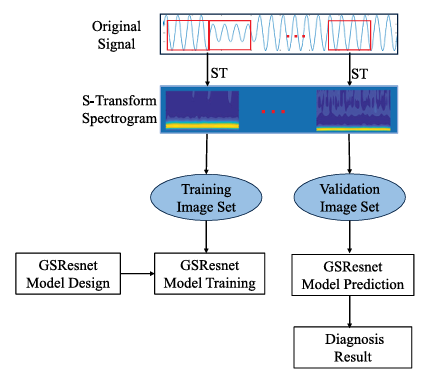 Original
Signal
ST
ST
S-Transform
Spectrogram
Training
Image Set
Validation
Image Set
GSResnet
Model Design
GSResnet
Model Training
GSResnet
Model Prediction
Diagnosis
Result